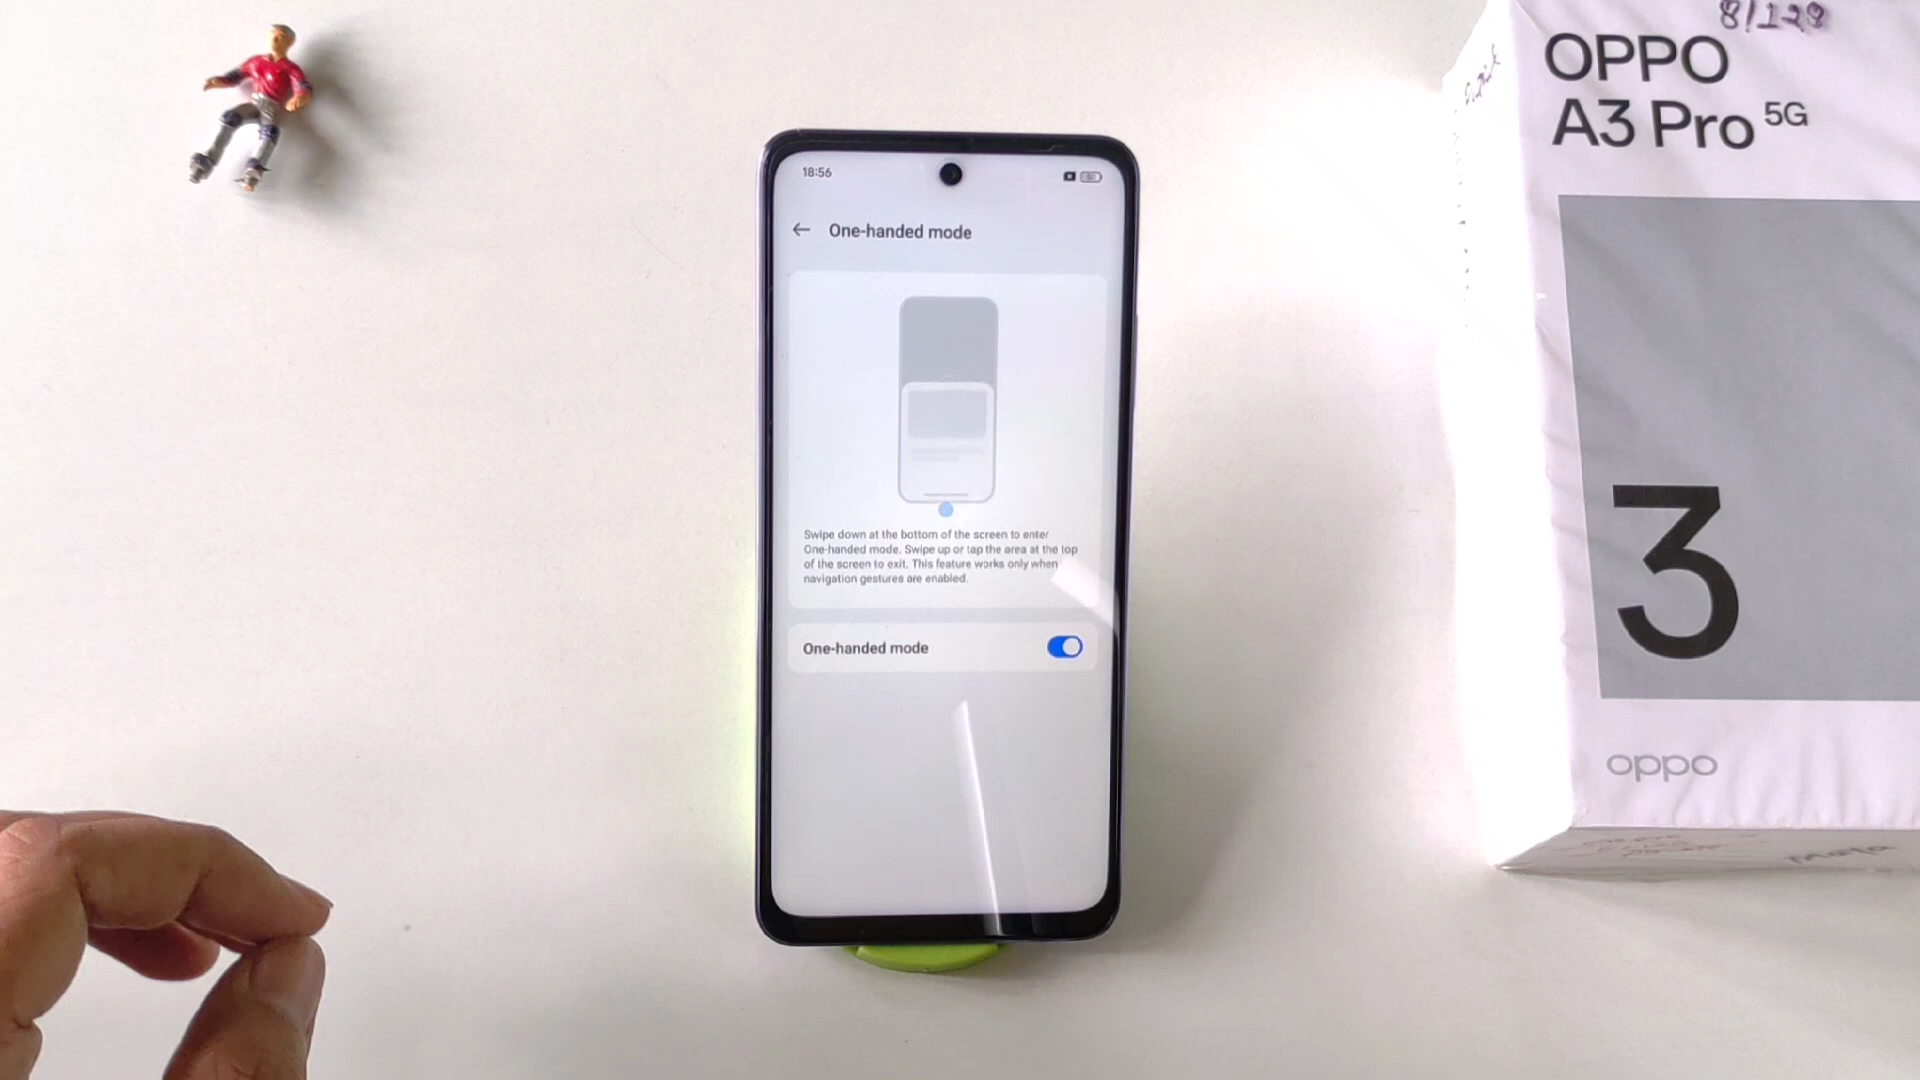 18:56
One-handed mode
Swipe down at the bottom of the screen to enter
One-handed mode. Swipe up or tap the area at the top
of the screen to exit. This feature works only when
navigation gestures are enabled.
One-handed mode
8/128
OPPO
A3 Pro 5G
3
oppo